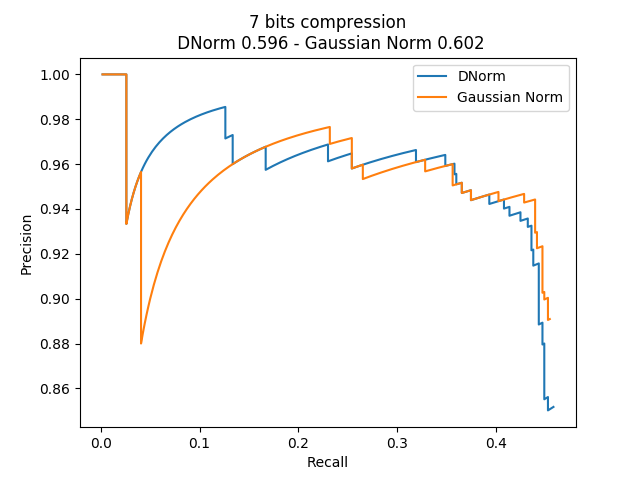 7 bits compression
DNorm 0.596 - Gaussian Norm 0.602
DNorm
Gaussian Norm
1.00
0.98
0.96
0.94
0.92
0.90
0.88
0.86
Precision
0.0
0.1
0.2
0.3
0.4
Recall